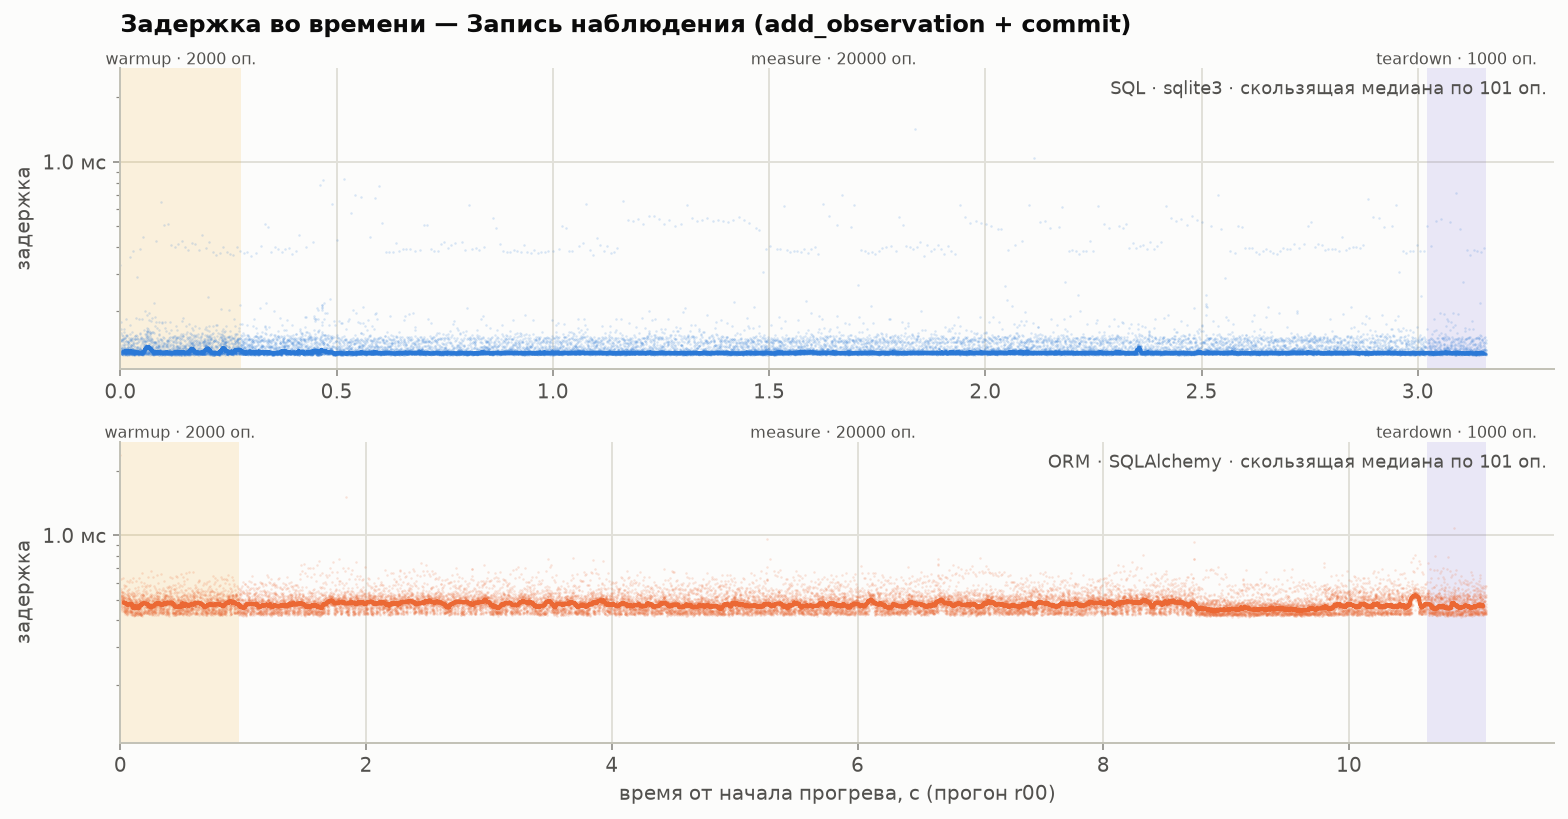 Задержка во времени — Запись наблюдения (add_observation + commit)
warmup · 2000 оп.
measure · 20000 оп.
teardown · 1000 оп.
SQL · sqlite3 · скользящая медиана по 101 оп.
1.0 мс
задержка
0.0 0.5 1.0 1.5 2.0 2.5 3.0
warmup · 2000 оп.
measure · 20000 оп.
teardown · 1000 оп.
ORM · SQLAlchemy · скользящая медиана по 101 оп.
1.0 мс
задержка
0 2 4 6 8 10
время от начала прогрева, с (прогон r00)